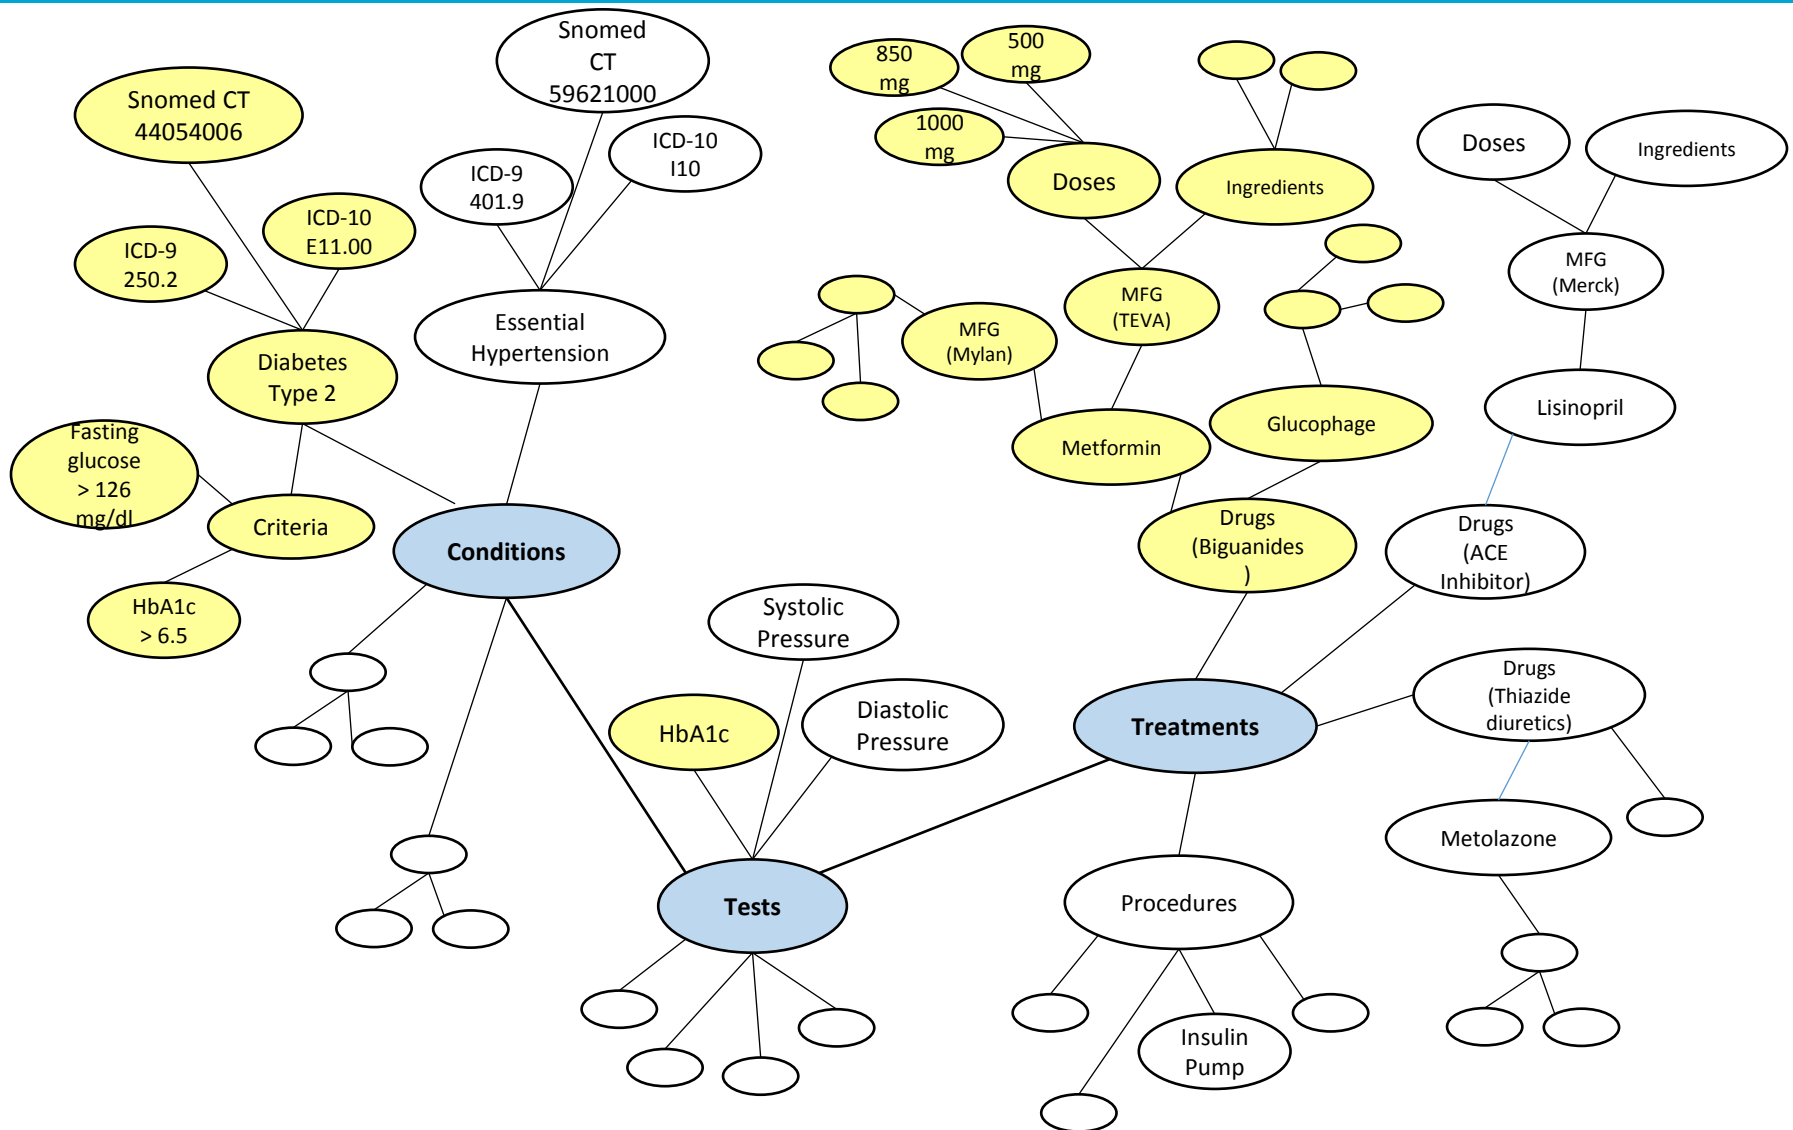 Snomed
CT
59621000
Snomed CT
44054006
ICD-9
401.9
ICD-10
I10
ICD-9
250.2
ICD-10
E11.00
Essential
Hypertension
Diabetes
Type 2
Fasting
glucose
> 126
mg/dl
Criteria
HbA1c
> 6.5
Conditions
850
mg
500
mg
1000
mg
Doses
Ingredients
Doses
Ingredients
MFG
(Mylan)
MFG
(TEVA)
MFG
(Merck)
Metformin
Glucophage
Lisinopril
Drugs
(Biguanides
)
Drugs
(ACE
Inhibitor)
Systolic
Pressure
HbA1c
Diastolic
Pressure
Treatments
Drugs
(Thiazide
diuretics)
Metolazone
Tests
Procedures
Insulin
Pump